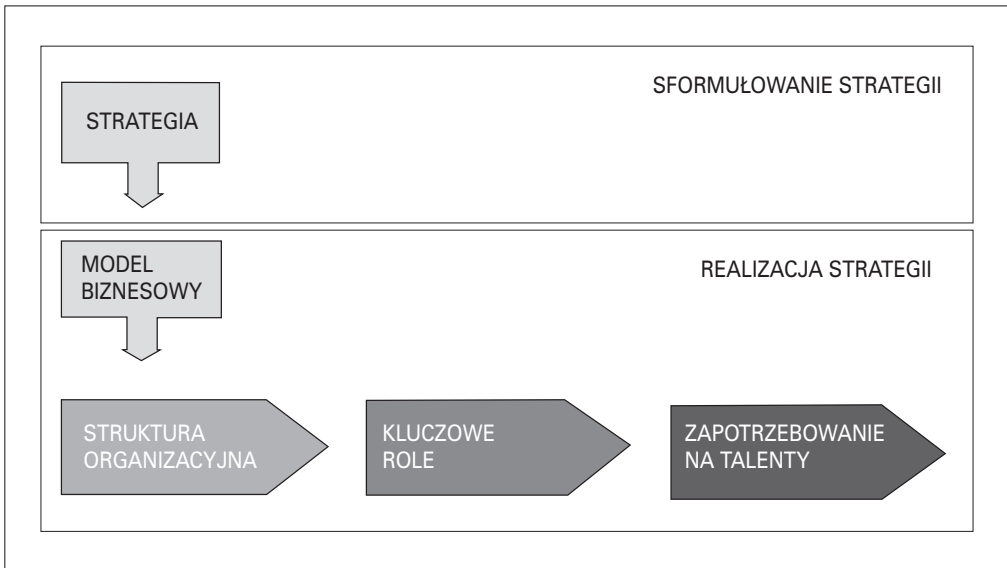 SFORMUŁOWANIE STRATEGII
STRATEGIA
MODEL
BIZNESOWY
REALIZACJA STRATEGII
STRUKTURA
ORGANIZACYJNA
KLUCZOWE
ROLE
ZAPOTRZEBOWANIE
NA TALENTY